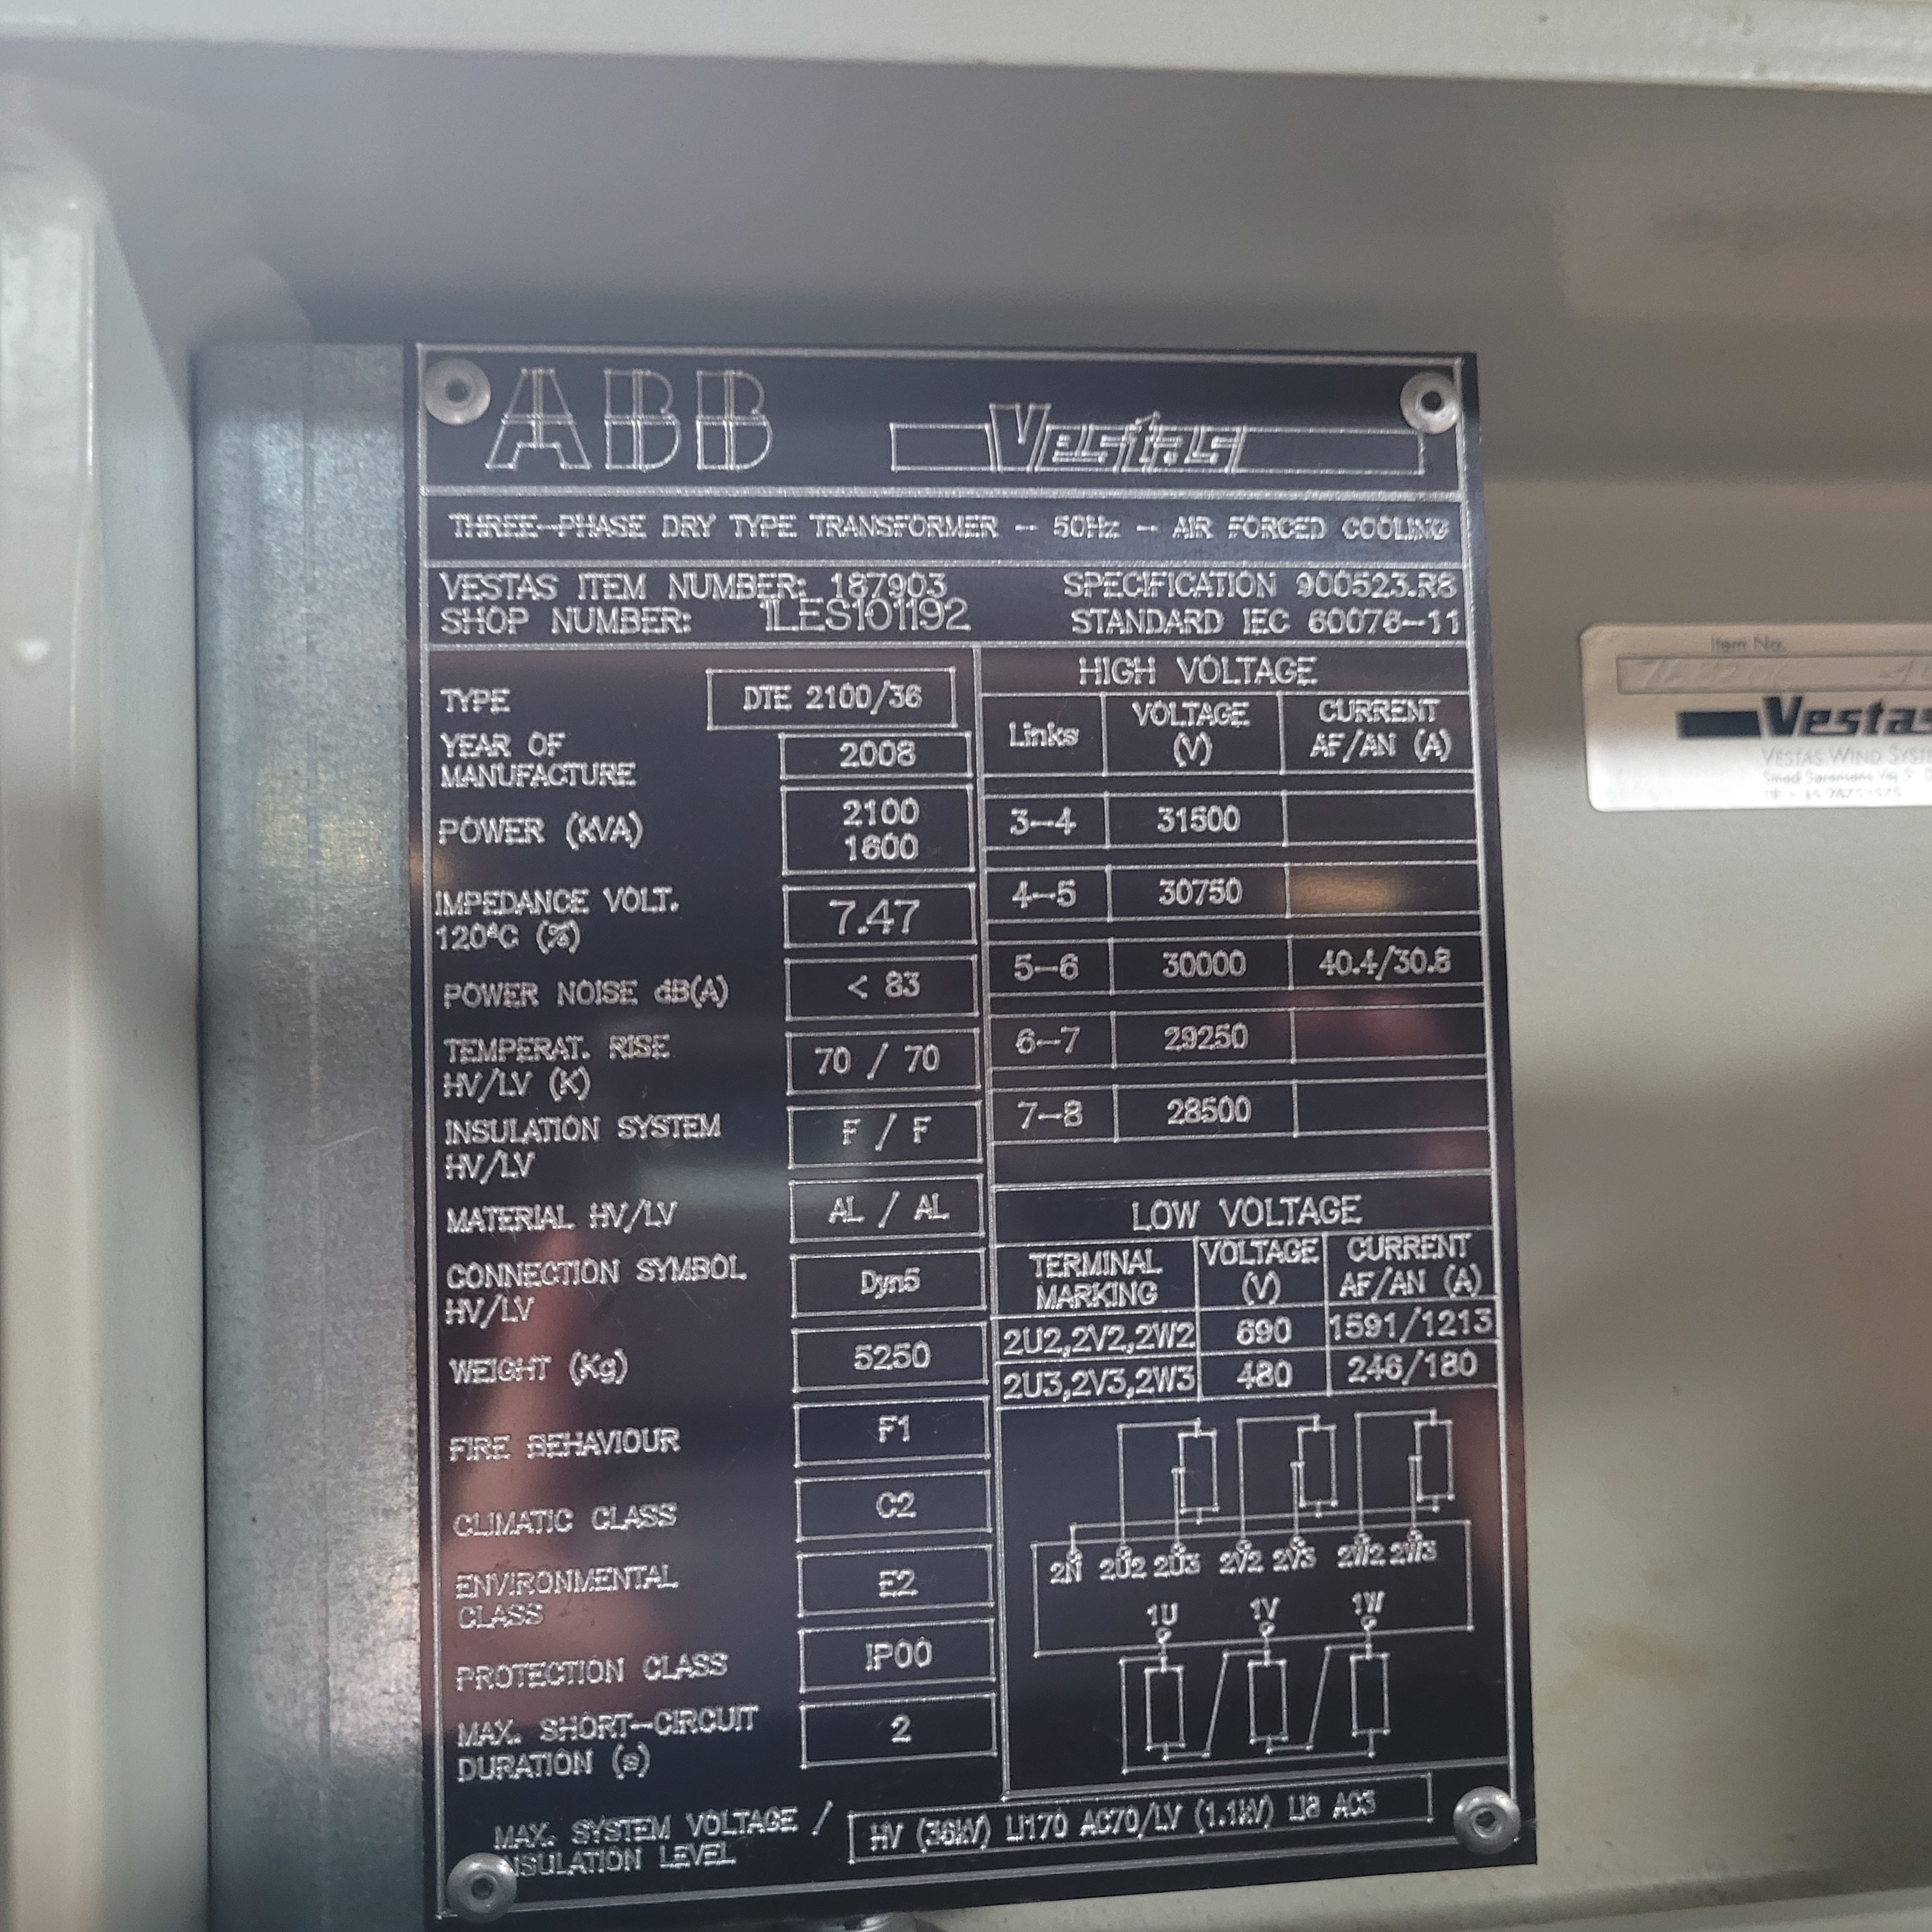 ABB
Vestas
THREE-PHASE DRY TYPE TRANSFORMER - 50Hz - AIR FORCED COOLING
VESTAS ITEM NUMBER: 187903
SHOP NUMBER: 1LES101192
SPECIFICATION 900523.R8
STANDARD IEC 60076-11
TYPE DTE 2100/36
YEAR OF
MANUFACTURE 2008
POWER (kVA) 2100
1600
IMPEDANCE VOLT.
120ªC (%) 7.47
POWER NOISE dB(A) < 83
TEMPERAT. RISE
HV/LV (K) 70 / 70
INSULATION SYSTEM
HV/LV F / F
MATERIAL HV/LV AL / AL
CONNECTION SYMBOL
HV/LV Dyn5
WEIGHT (Kg) 5250
FIRE BEHAVIOUR F1
CLIMATIC CLASS C2
ENVIRONMENTAL
CLASS E2
PROTECTION CLASS IP00
MAX. SHORT-CIRCUIT
DURATION (s) 2
HIGH VOLTAGE
Links VOLTAGE (V) CURRENT AF/AN (A)
3-4 31500
4-5 30750
5-6 30000 40.4/30.8
6-7 29250
7-8 28500
LOW VOLTAGE
TERMINAL MARKING VOLTAGE (V) CURRENT AF/AN (A)
2U2,2V2,2W2 690 1591/1213
2U3,2V3,2W3 480 246/180
2N 2U2 2U3 2V2 2V3 2W2 2W3
1U 1V 1W
MAX. SYSTEM VOLTAGE /
INSULATION LEVEL HV (36kV) LI170 AC70/LV (1.1kV) LI8 AC3
Item No.
Vestas
VESTAS WIND